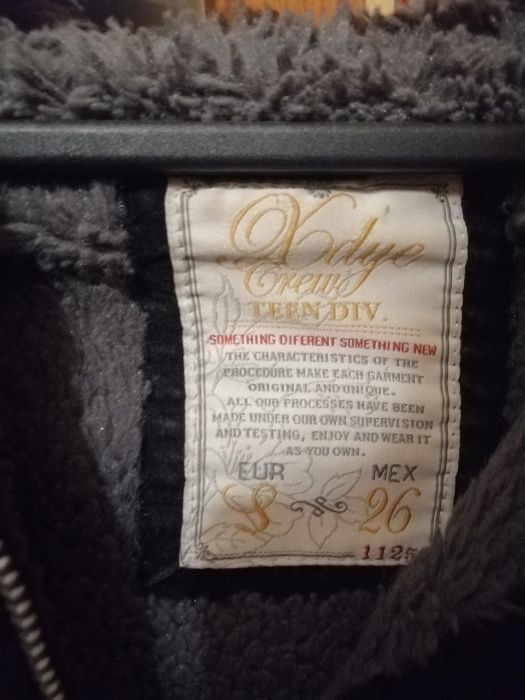 Xdye
Crew
TEEN DIV.
SOMETHING DIFERENT SOMETHING NEW
THE CHARACTERISTICS OF THE
PROCEDURE MAKE EACH GARMENT
ORIGINAL AND UNIQUE.
ALL OUR PROCESSES HAVE BEEN
MADE UNDER OUR OWN SUPERVISION
AND TESTING, ENJOY AND WEAR IT
AS YOU OWN.
EUR MEX
S 26
1125